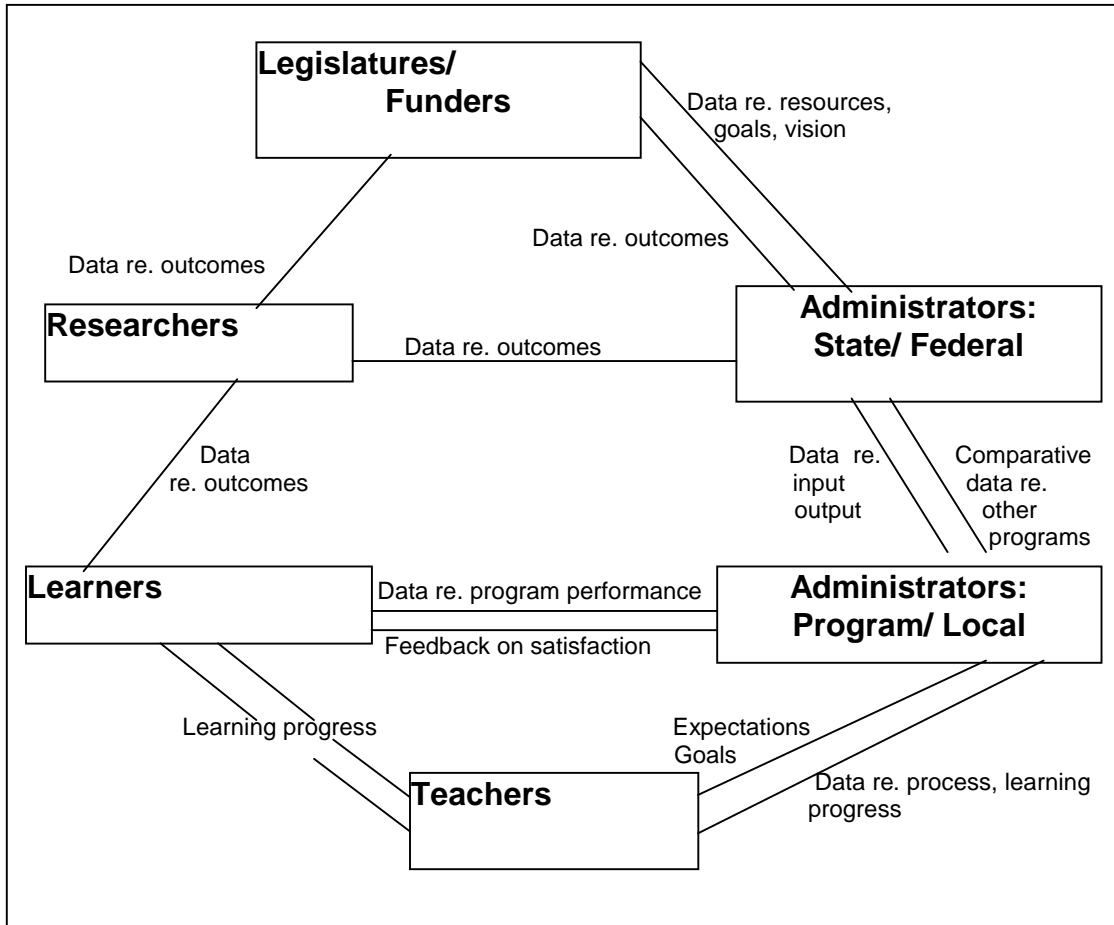 Legislatures/
Funders
Data re. resources,
goals, vision
Data re. outcomes
Data re. outcomes
Researchers
Data re. outcomes
Administrators:
State/ Federal
Data
re. outcomes
Data re.
input
output
Comparative
data re.
other
programs
Learners
Data re. program performance
Feedback on satisfaction
Administrators:
Program/ Local
Learning progress
Expectations
Goals
Teachers
Data re. process, learning
progress